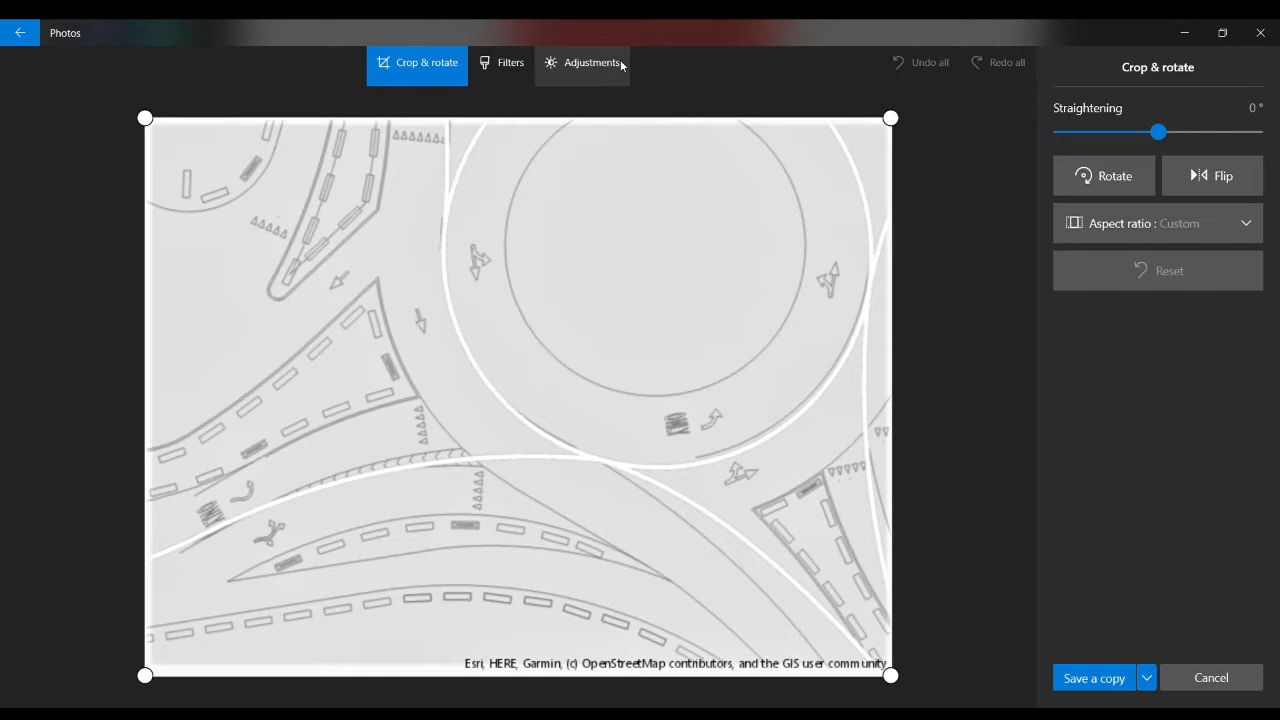 Photos
Crop & rotate
Filters
Adjustments
Undo all
Redo all
Crop & rotate
Straightening
0 °
Rotate
Flip
Aspect ratio : Custom
Reset
Esri, HERE, Garmin, (c) OpenStreetMap contributors, and the GIS user community
Save a copy
Cancel